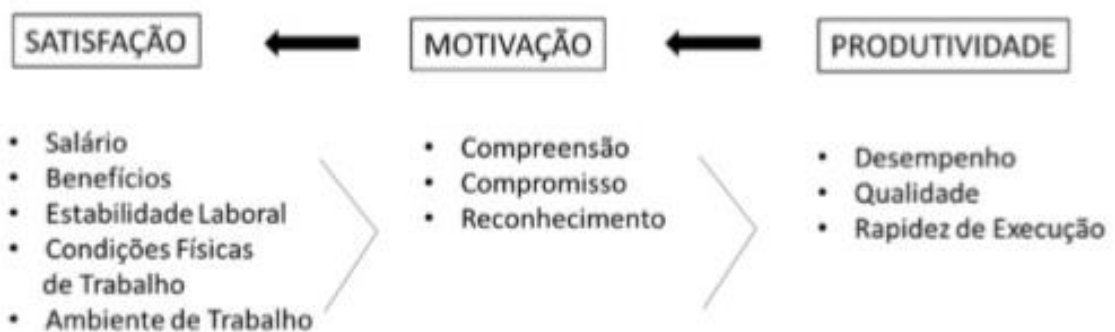 SATISFAÇÃO
MOTIVAÇÃO
PRODUTIVIDADE
• Salário
• Benefícios
• Estabilidade Laboral
• Condições Físicas
de Trabalho
• Ambiente de Trabalho
• Compreensão
• Compromisso
• Reconhecimento
• Desempenho
• Qualidade
• Rapidez de Execução